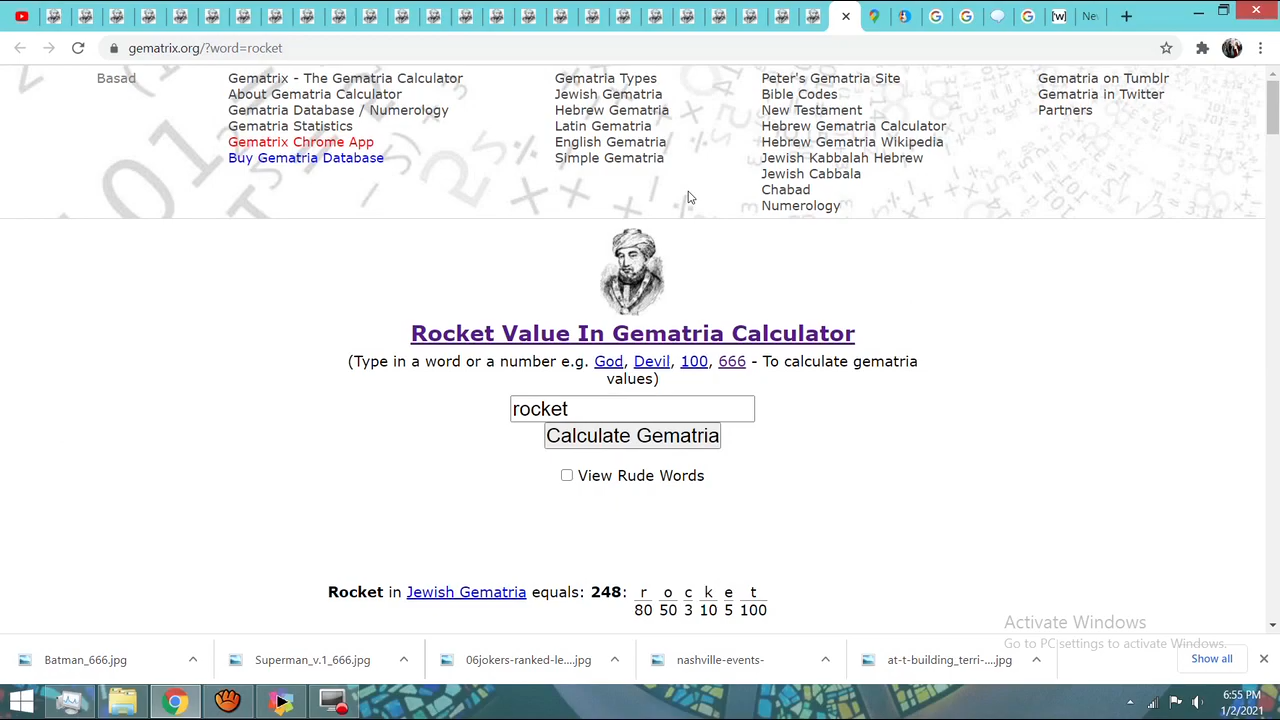 New
gematrix.org/?word=rocket
Basad
Gematrix - The Gematria Calculator
About Gematria Calculator
Gematria Database / Numerology
Gematria Statistics
Gematrix Chrome App
Buy Gematria Database
Gematria Types
Jewish Gematria
Hebrew Gematria
Latin Gematria
English Gematria
Simple Gematria
Peter's Gematria Site
Bible Codes
New Testament
Hebrew Gematria Calculator
Hebrew Gematria Wikipedia
Jewish Kabbalah Hebrew
Jewish Cabbala
Chabad
Numerology
Gematria on Tumblr
Gematria in Twitter
Partners
Rocket Value In Gematria Calculator
(Type in a word or a number e.g. God, Devil, 100, 666 - To calculate gematria
values)
rocket
Calculate Gematria
View Rude Words
Rocket in Jewish Gematria equals: 248: r o c k e t
80 50 3 10 5 100
Activate Windows
Go to PC settings to activate Windows.
Batman_666.jpg
Superman_v.1_666.jpg
06jokers-ranked-le....jpg
nashville-events-
at-t-building_terri-....jpg
Show all
6:55 PM
1/2/2021